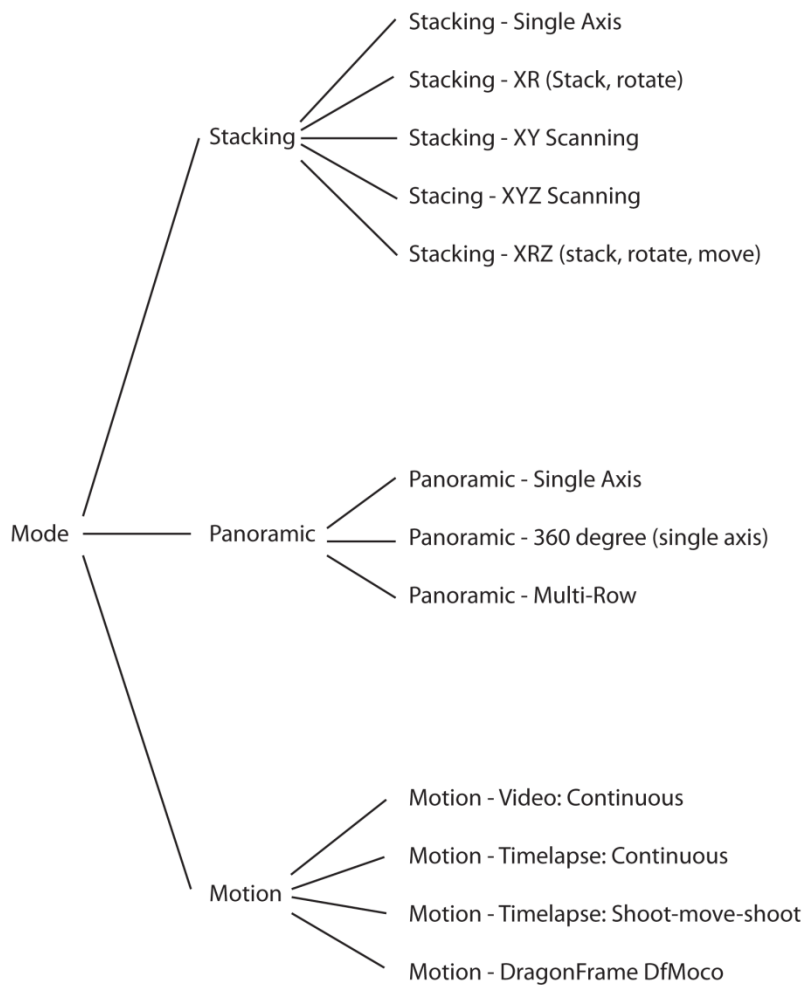 Stacking - Single Axis
Stacking - XR (Stack, rotate)
Stacking
Stacking - XY Scanning
Stacing - XYZ Scanning
Stacking - XRZ (stack, rotate, move)
Panoramic - Single Axis
Mode
Panoramic
Panoramic - 360 degree (single axis)
Panoramic - Multi-Row
Motion - Video: Continuous
Motion - Timelapse: Continuous
Motion
Motion - Timelapse: Shoot-move-shoot
Motion - DragonFrame DfMoco